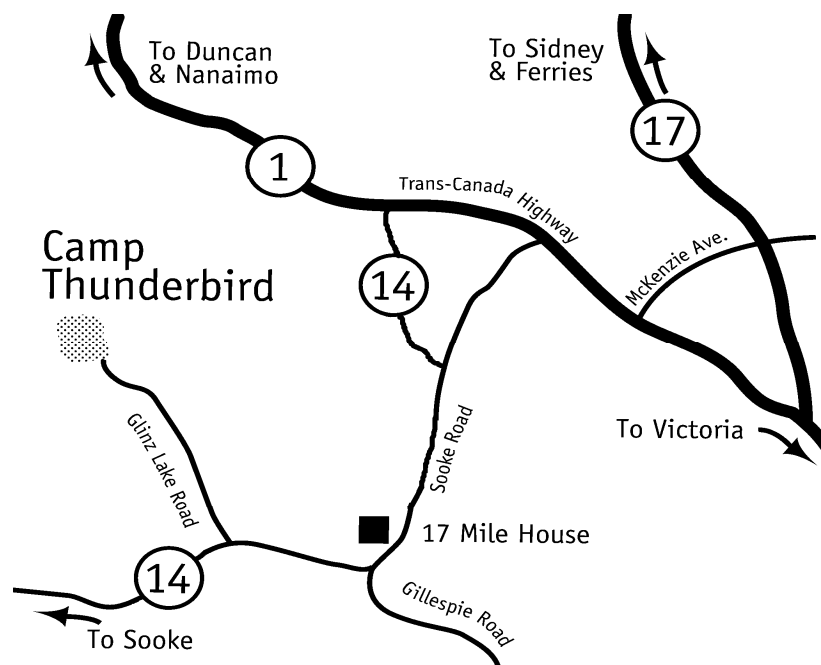 To Duncan
& Nanaimo
To Sidney
& Ferries
17
1
Trans-Canada Highway
McKenzie Ave.
Camp
Thunderbird
14
To Victoria
Glinz Lake Road
Sooke Road
17 Mile House
14
Gillespie Road
To Sooke